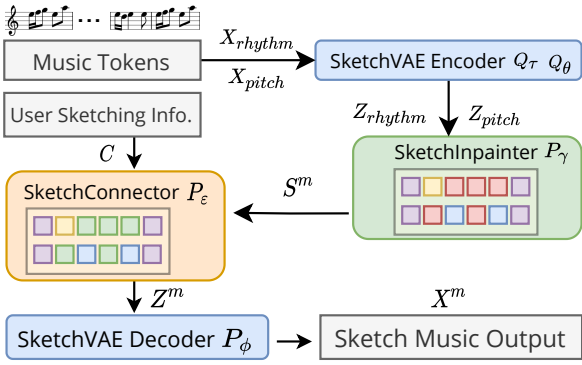 Music Tokens
X_rhythm
X_pitch
SketchVAE Encoder Q_τ Q_θ
User Sketching Info.
Z_rhythm Z_pitch
C
SketchInpainter P_γ
SketchConnector P_ε
S^m
Z^m
X^m
SketchVAE Decoder P_ϕ
Sketch Music Output